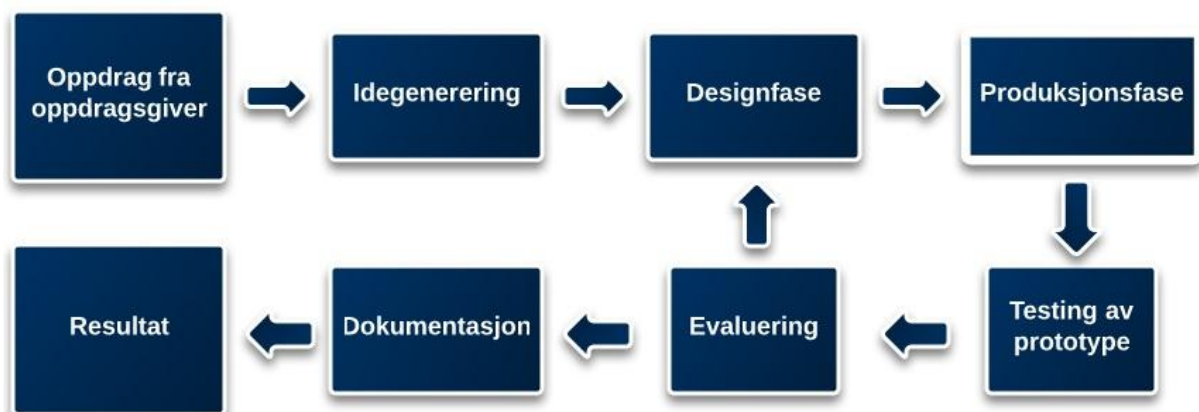 Oppdrag fra
oppdragsgiver
Idegenerering
Designfase
Produksjonsfase
Resultat
Dokumentasjon
Evaluering
Testing av
prototype